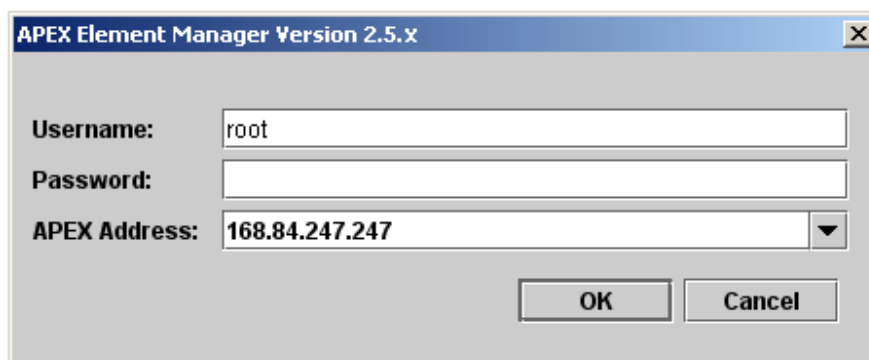 APEX Element Manager Version 2.5.x
Username: root
Password:
APEX Address: 168.84.247.247
OK Cancel